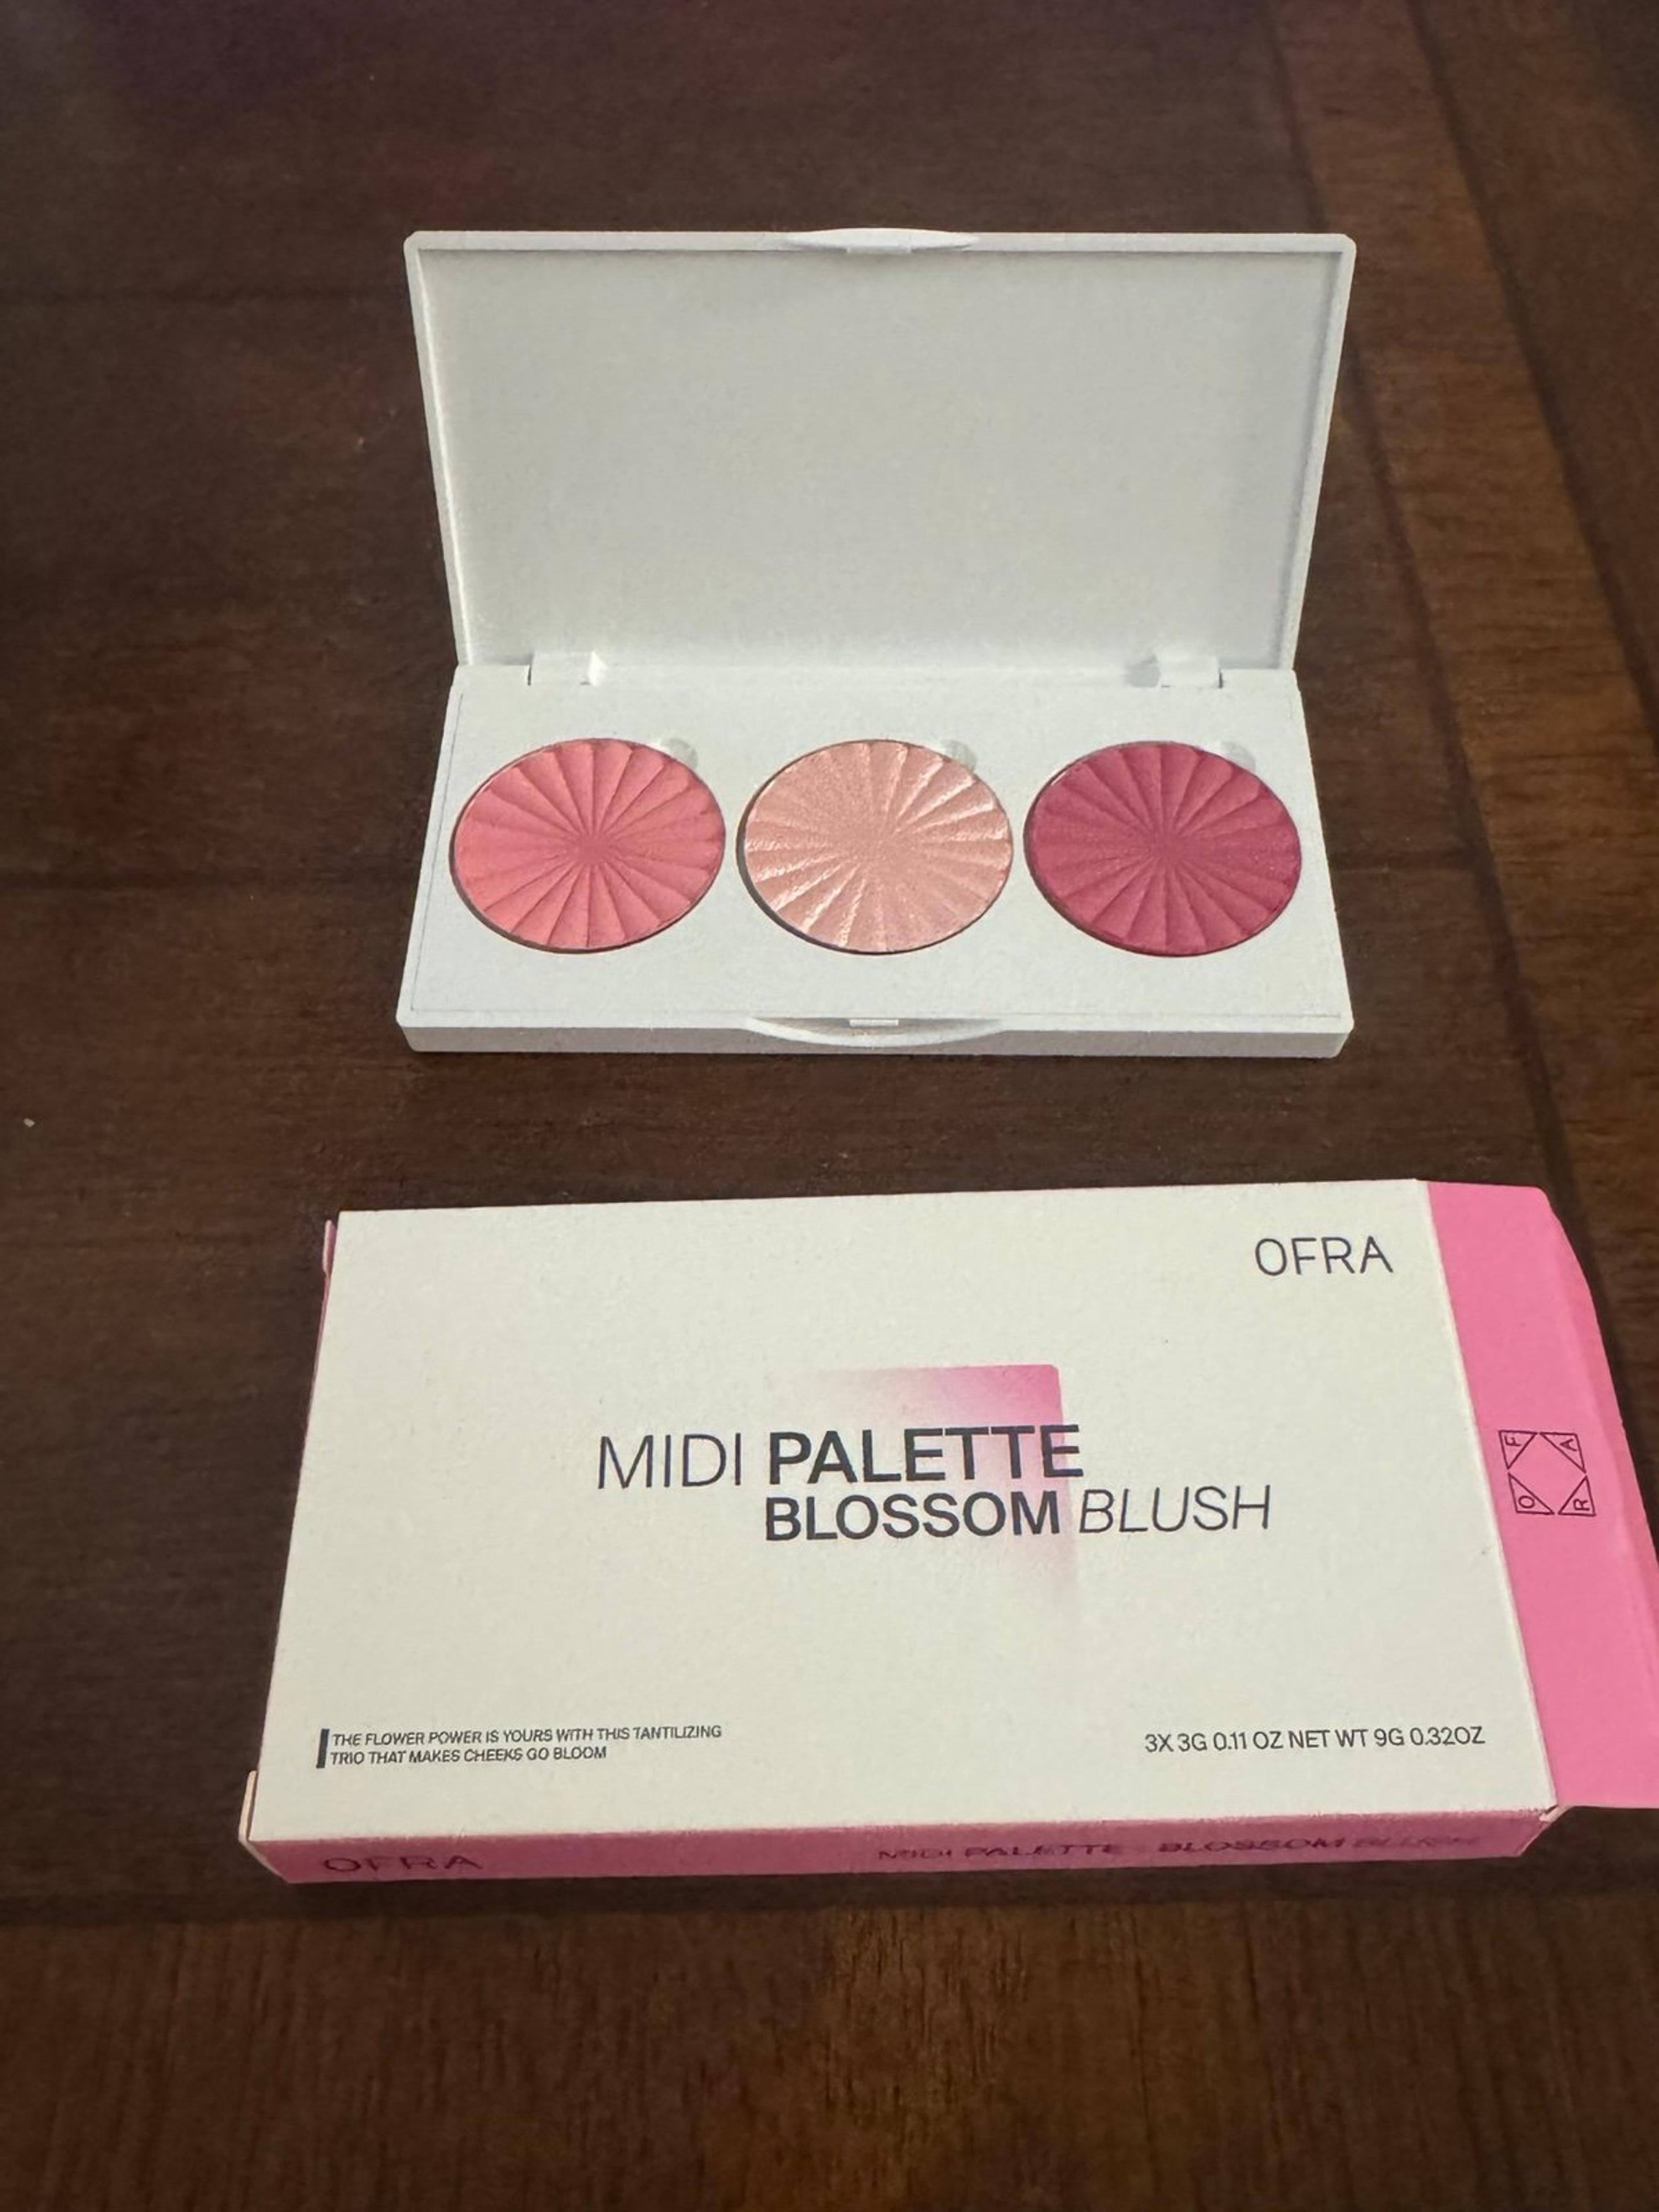 OFRA
MIDI PALETTE
BLOSSOM BLUSH
O F R A
THE FLOWER POWER IS YOURS WITH THIS TANTILIZING
TRIO THAT MAKES CHEEKS GO BLOOM
3X 3G 0.11 OZ NET WT 9G 0.32OZ
OFRA
MIDI PALETTE BLOSSOM BLUSH